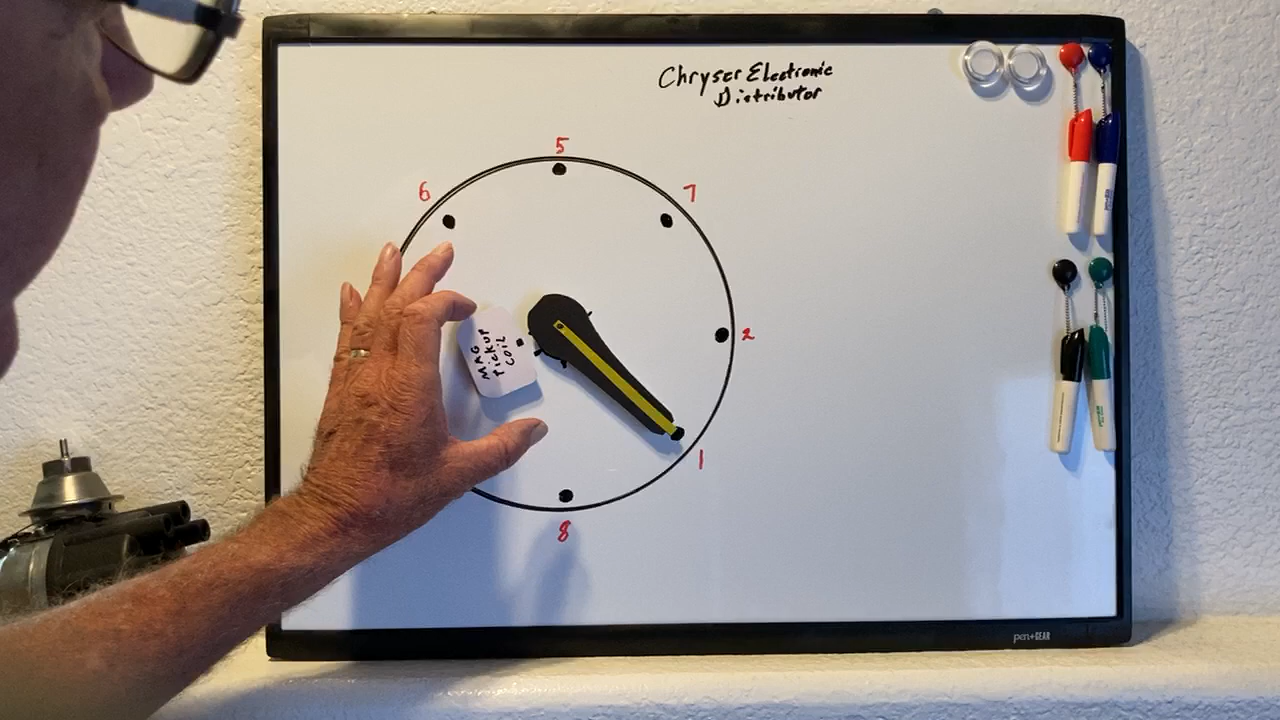 Chryser Electronic
Distributor
5
6
7
MAG
PICKUP
COIL
2
1
8
pen+GEAR